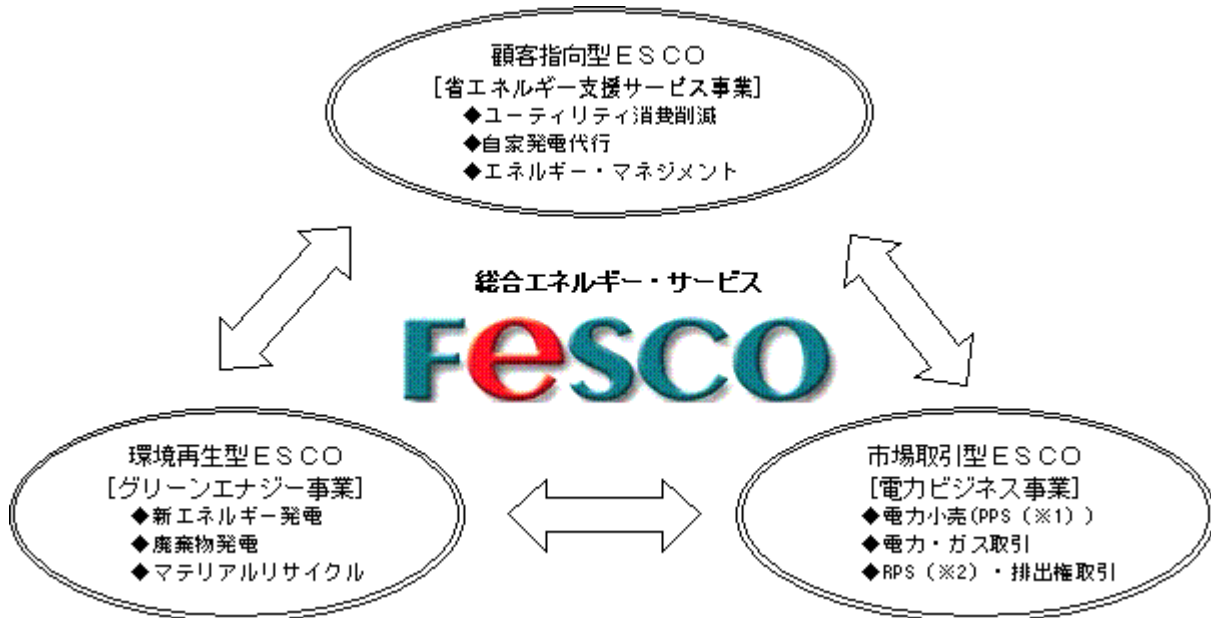 顧客指向型ＥＳＣＯ
[省エネルギー支援サービス事業]
◆ユーティリティ消費削減
◆自家発電代行
◆エネルギー・マネジメント
総合エネルギー・サービス
FeSCO
環境再生型ＥＳＣＯ
[グリーンエナジー事業]
◆新エネルギー発電
◆廃棄物発電
◆マテリアルリサイクル
市場取引型ＥＳＣＯ
[電力ビジネス事業]
◆電力小売(PPS（※1）)
◆電力・ガス取引
◆RPS（※2）・排出権取引